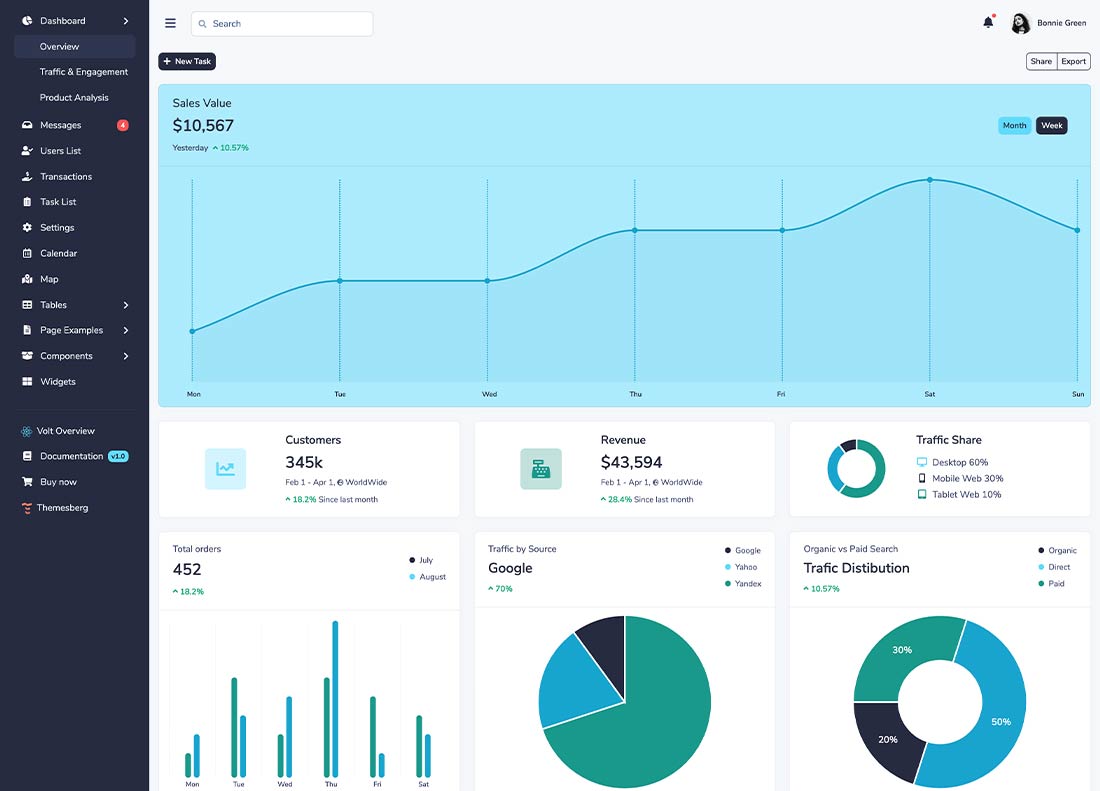 Dashboard
Overview
Traffic & Engagement
Product Analysis
Messages 4
Users List
Transactions
Task List
Settings
Calendar
Map
Tables
Page Examples
Components
Widgets
Volt Overview
Documentation v1.0
Buy now
Themesberg
Search
Bonnie Green
+ New Task
Share Export
Sales Value
$10,567
Yesterday 10.57%
Month Week
Mon Tue Wed Thu Fri Sat Sun
Customers
345k
Feb 1 - Apr 1, WorldWide
18.2% Since last month
Revenue
$43,594
Feb 1 - Apr 1, WorldWide
28.4% Since last month
Traffic Share
Desktop 60%
Mobile Web 30%
Tablet Web 10%
Total orders
452
18.2%
July
August
Mon Tue Wed Thu Fri Sat
Traffic by Source
Google
70%
Google
Yahoo
Yandex
Organic vs Paid Search
Trafic Distibution
10.57%
Organic
Direct
Paid
30%
50%
20%